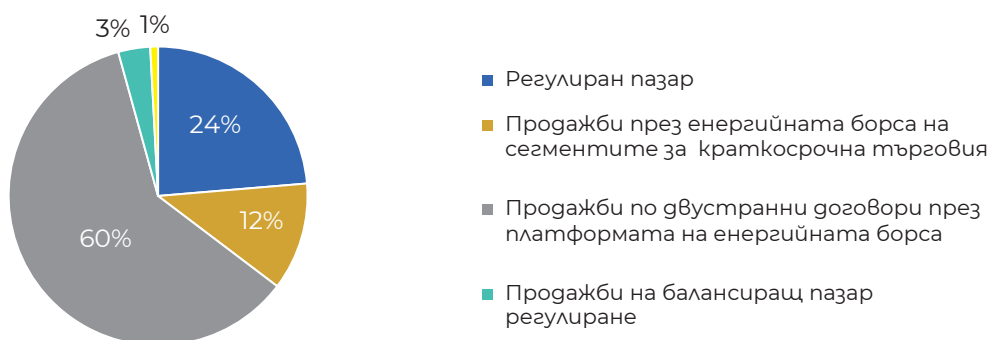 3% 1%
24%
12%
60%
Регулиран пазар
Продажби през енергийната борса на
сегментите за краткосрочна търговия
Продажби по двустранни договори през
платформата на енергийната борса
Продажби на балансиращ пазар
регулиране